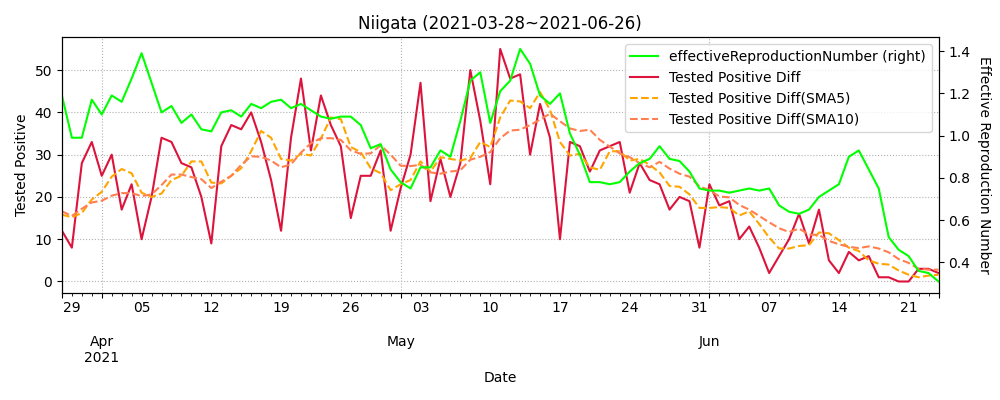 Niigata (2021-03-28~2021-06-26)
effectiveReproductionNumber (right)
Tested Positive Diff
Tested Positive Diff(SMA5)
Tested Positive Diff(SMA10)
Tested Positive
50
40
30
20
10
0
1.4
1.2
1.0
0.8
0.6
0.4
Effective Reproduction Number
29 05 12 19 26 03 10 17 24 31 07 14 21
Apr May Jun
2021
Date